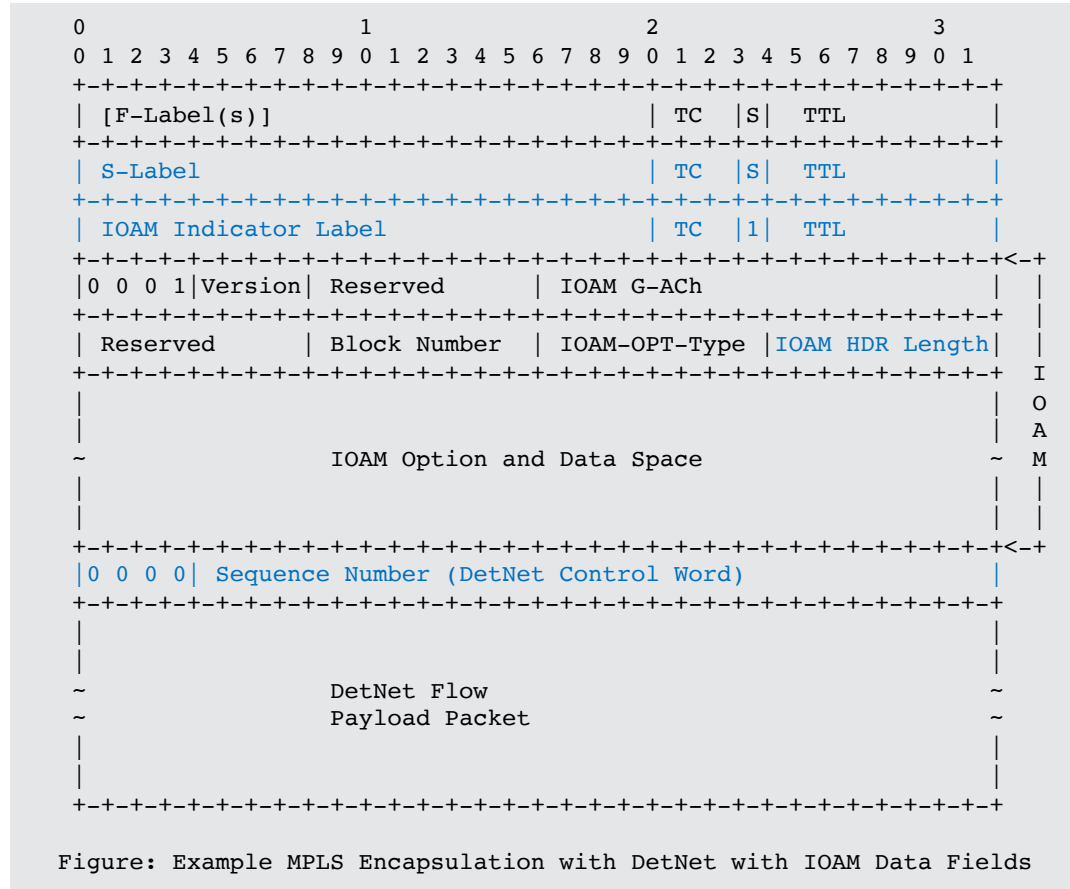 0                   1                   2                   3
0 1 2 3 4 5 6 7 8 9 0 1 2 3 4 5 6 7 8 9 0 1 2 3 4 5 6 7 8 9 0 1
+-+-+-+-+-+-+-+-+-+-+-+-+-+-+-+-+-+-+-+-+-+-+-+-+-+-+-+-+-+-+-+-+
| [F-Label(s)]                          | TC  |S|  TTL          |
+-+-+-+-+-+-+-+-+-+-+-+-+-+-+-+-+-+-+-+-+-+-+-+-+-+-+-+-+-+-+-+-+
| S-Label                               | TC  |S|  TTL          |
+-+-+-+-+-+-+-+-+-+-+-+-+-+-+-+-+-+-+-+-+-+-+-+-+-+-+-+-+-+-+-+-+
| IOAM Indicator Label                  | TC  |1|  TTL          |
+-+-+-+-+-+-+-+-+-+-+-+-+-+-+-+-+-+-+-+-+-+-+-+-+-+-+-+-+-+-+-+-+<-+
|0 0 0 1|Version| Reserved      | IOAM G-ACh                    |  |
+-+-+-+-+-+-+-+-+-+-+-+-+-+-+-+-+-+-+-+-+-+-+-+-+-+-+-+-+-+-+-+-+  |
| Reserved      | Block Number  | IOAM-OPT-Type |IOAM HDR Length|  |
+-+-+-+-+-+-+-+-+-+-+-+-+-+-+-+-+-+-+-+-+-+-+-+-+-+-+-+-+-+-+-+-+  I
|                                                               |  O
|                                                               |  A
~                 IOAM Option and Data Space                    ~  M
|                                                               |  |
|                                                               |  |
+-+-+-+-+-+-+-+-+-+-+-+-+-+-+-+-+-+-+-+-+-+-+-+-+-+-+-+-+-+-+-+-+<-+
|0 0 0 0| Sequence Number (DetNet Control Word)                 |
+-+-+-+-+-+-+-+-+-+-+-+-+-+-+-+-+-+-+-+-+-+-+-+-+-+-+-+-+-+-+-+-+
|                                                               |
|                                                               |
~                 DetNet Flow                                   ~
~                 Payload Packet                                ~
|                                                               |
|                                                               |
+-+-+-+-+-+-+-+-+-+-+-+-+-+-+-+-+-+-+-+-+-+-+-+-+-+-+-+-+-+-+-+-+
Figure: Example MPLS Encapsulation with DetNet with IOAM Data Fields